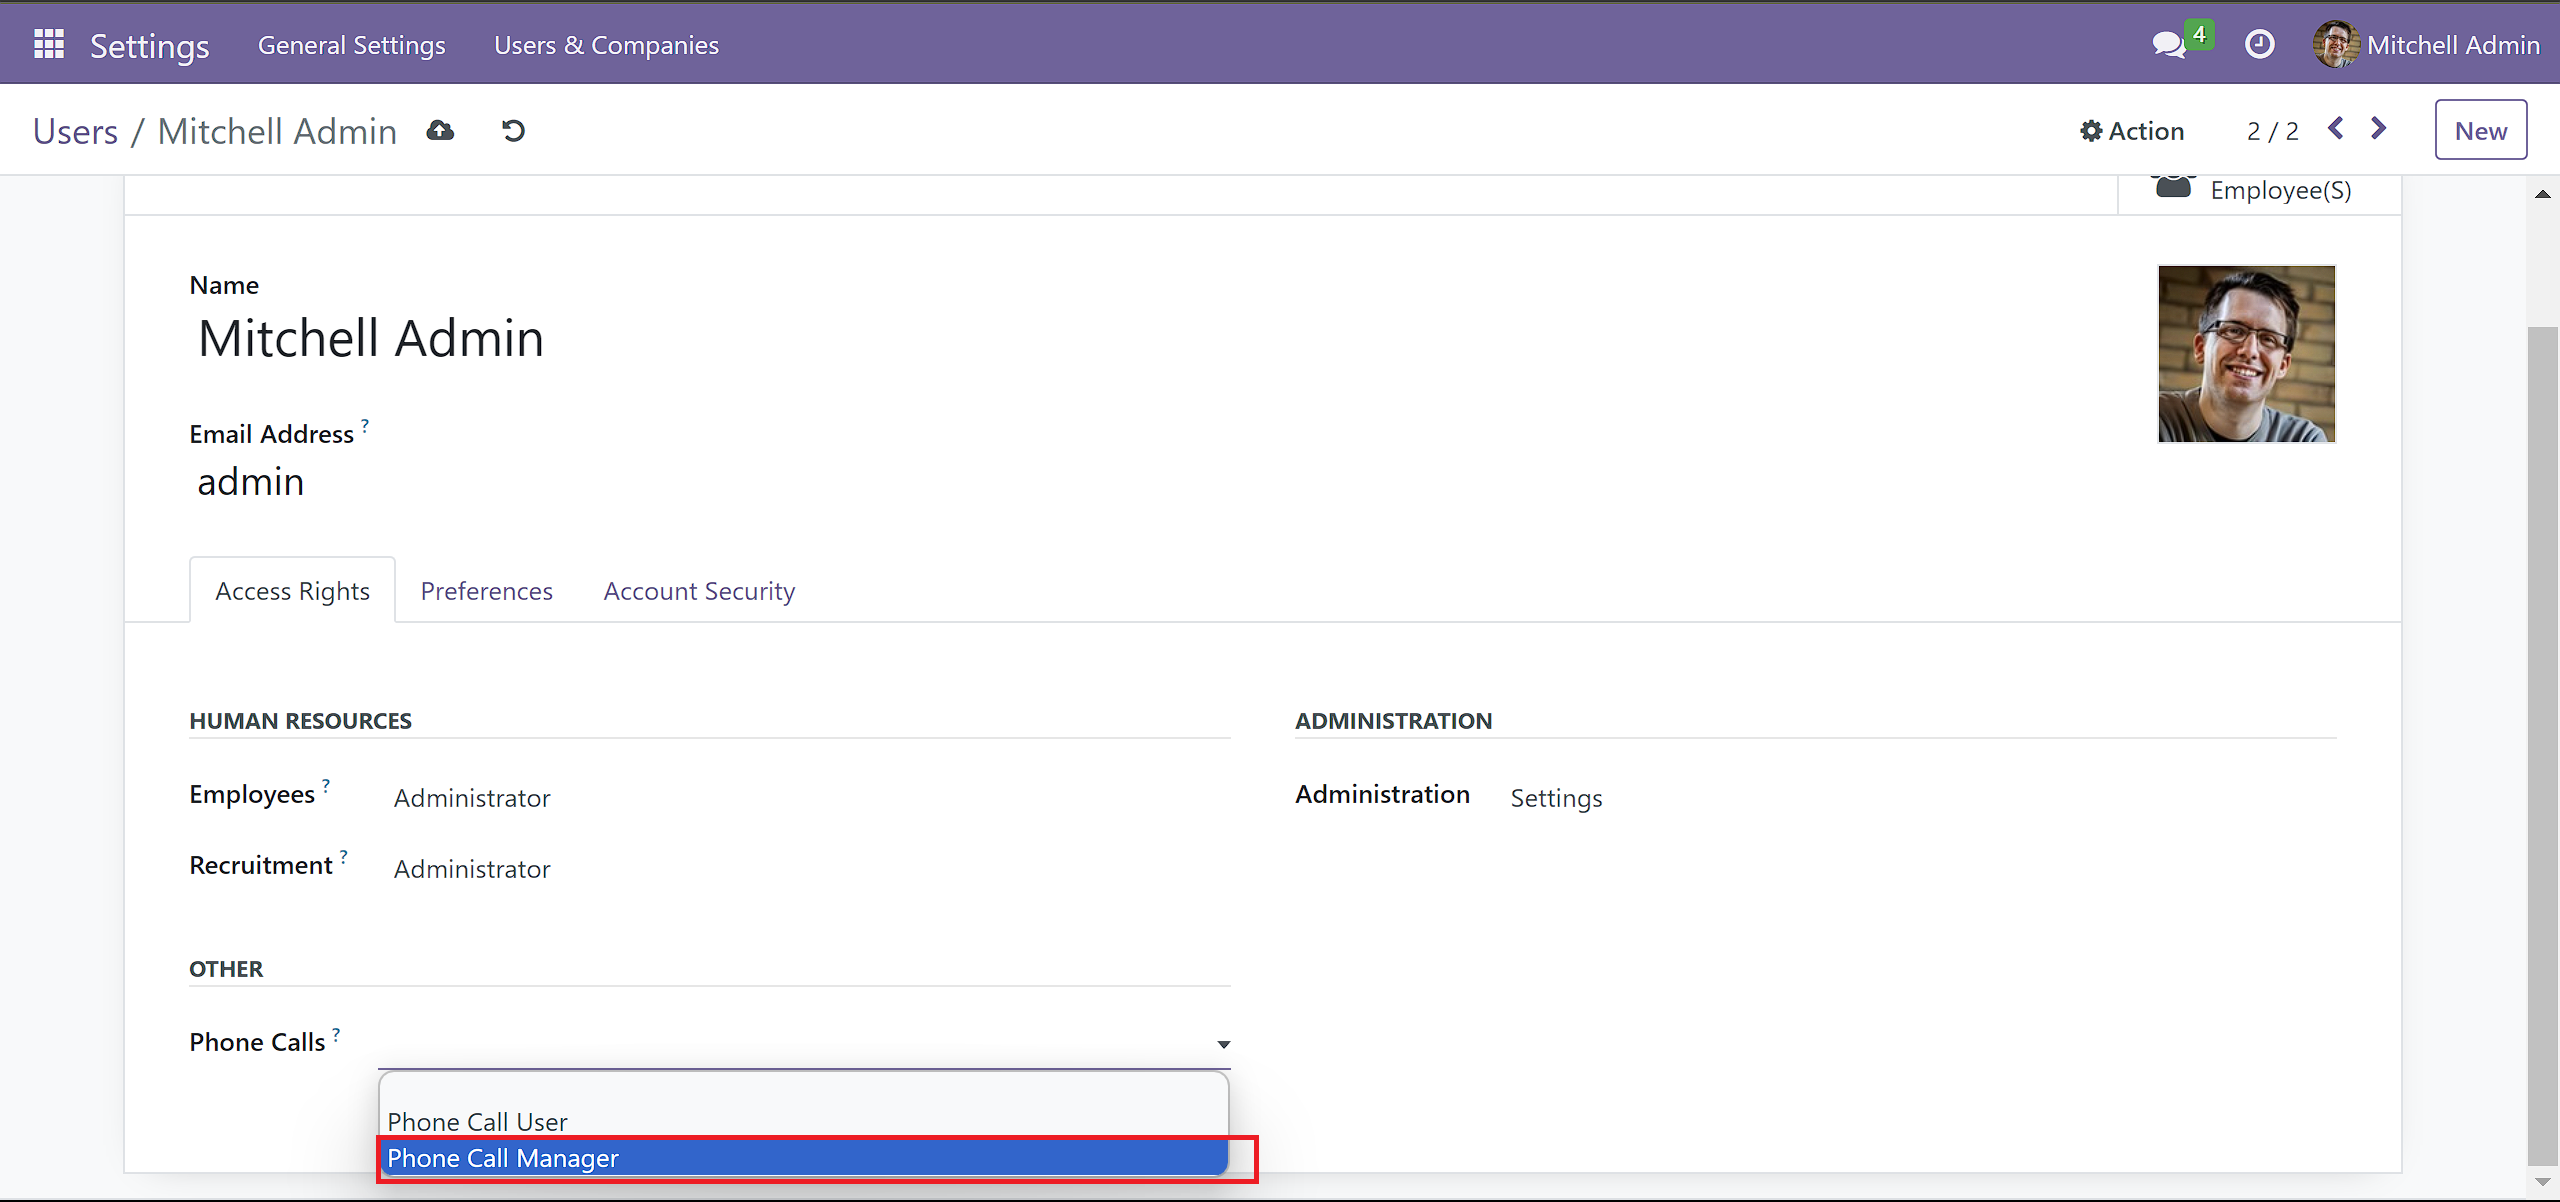 Settings General Settings Users & Companies 4 Mitchell Admin
Users / Mitchell Admin Action 2 / 2 New
Employee(S)
Name
Mitchell Admin
Email Address ?
admin
Access Rights Preferences Account Security
HUMAN RESOURCES ADMINISTRATION
Employees ? Administrator Administration Settings
Recruitment ? Administrator
OTHER
Phone Calls ?
Phone Call User
Phone Call Manager